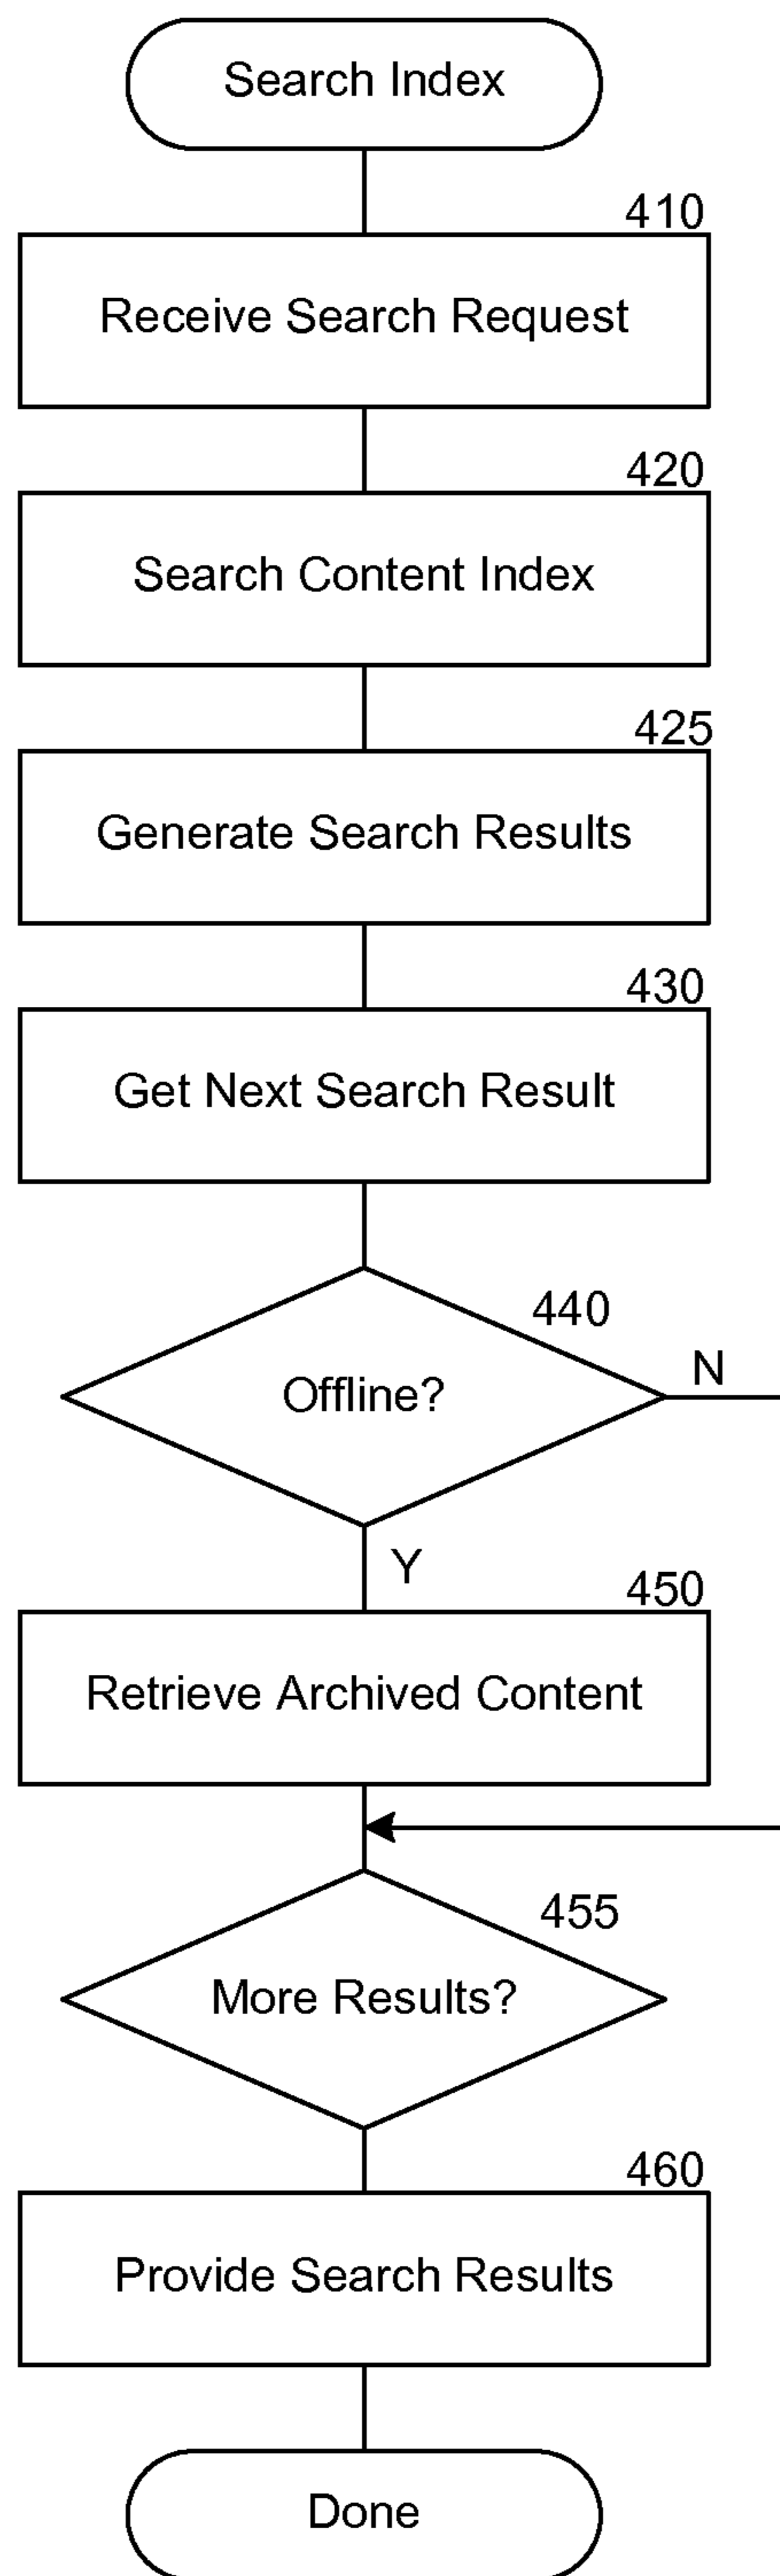 Search Index
410
Receive Search Request
420
Search Content Index
425
Generate Search Results
430
Get Next Search Result
440
Offline?
N
Y
450
Retrieve Archived Content
455
More Results?
460
Provide Search Results
Done